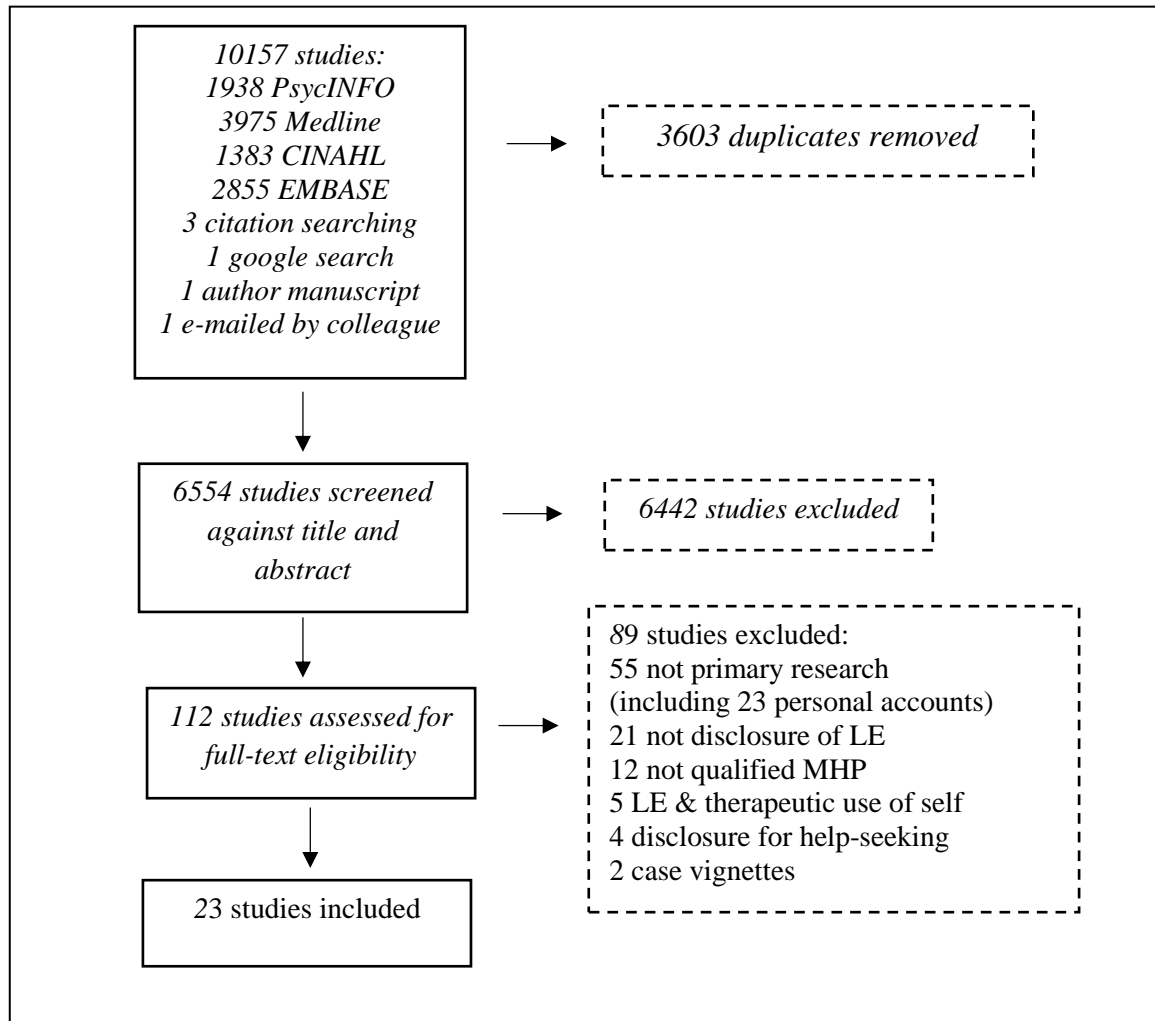 10157 studies:
1938 PsycINFO
3975 Medline
1383 CINAHL
2855 EMBASE
3 citation searching
1 google search
1 author manuscript
1 e-mailed by colleague
3603 duplicates removed
6554 studies screened
against title and
abstract
6442 studies excluded
112 studies assessed for
full-text eligibility
89 studies excluded:
55 not primary research
(including 23 personal accounts)
21 not disclosure of LE
12 not qualified MHP
5 LE & therapeutic use of self
4 disclosure for help-seeking
2 case vignettes
23 studies included